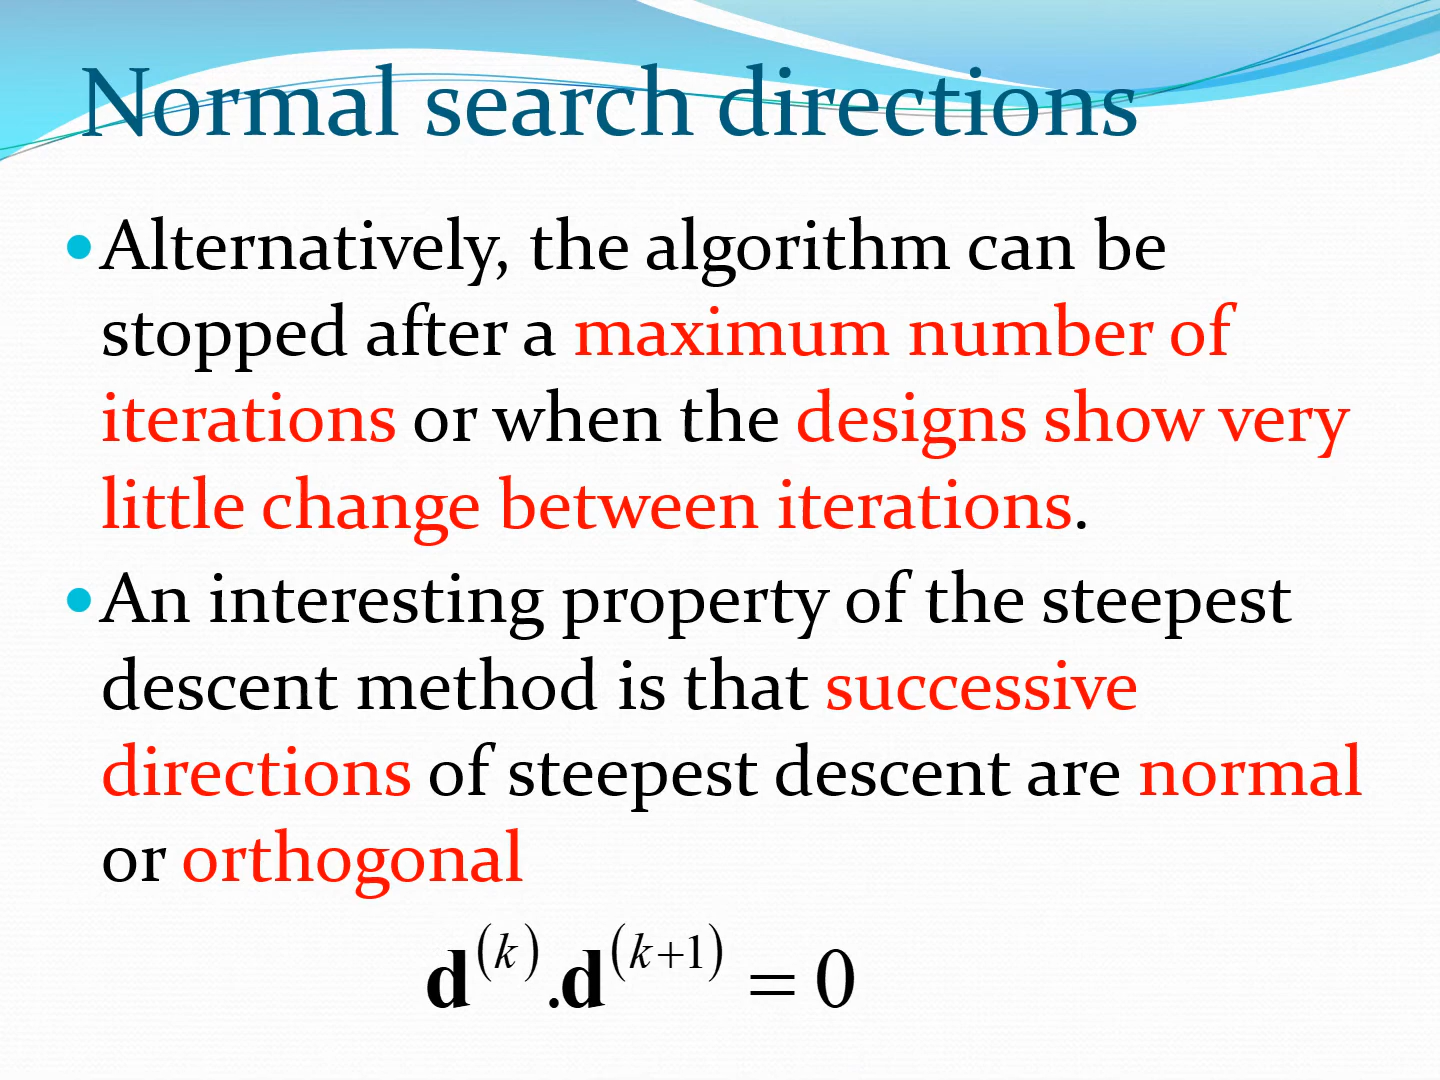 Normal search directions
•Alternatively, the algorithm can be
stopped after a maximum number of
iterations or when the designs show very
little change between iterations.
•An interesting property of the steepest
descent method is that successive
directions of steepest descent are normal
or orthogonal
𝐝^(k).𝐝^(k+1) = 0